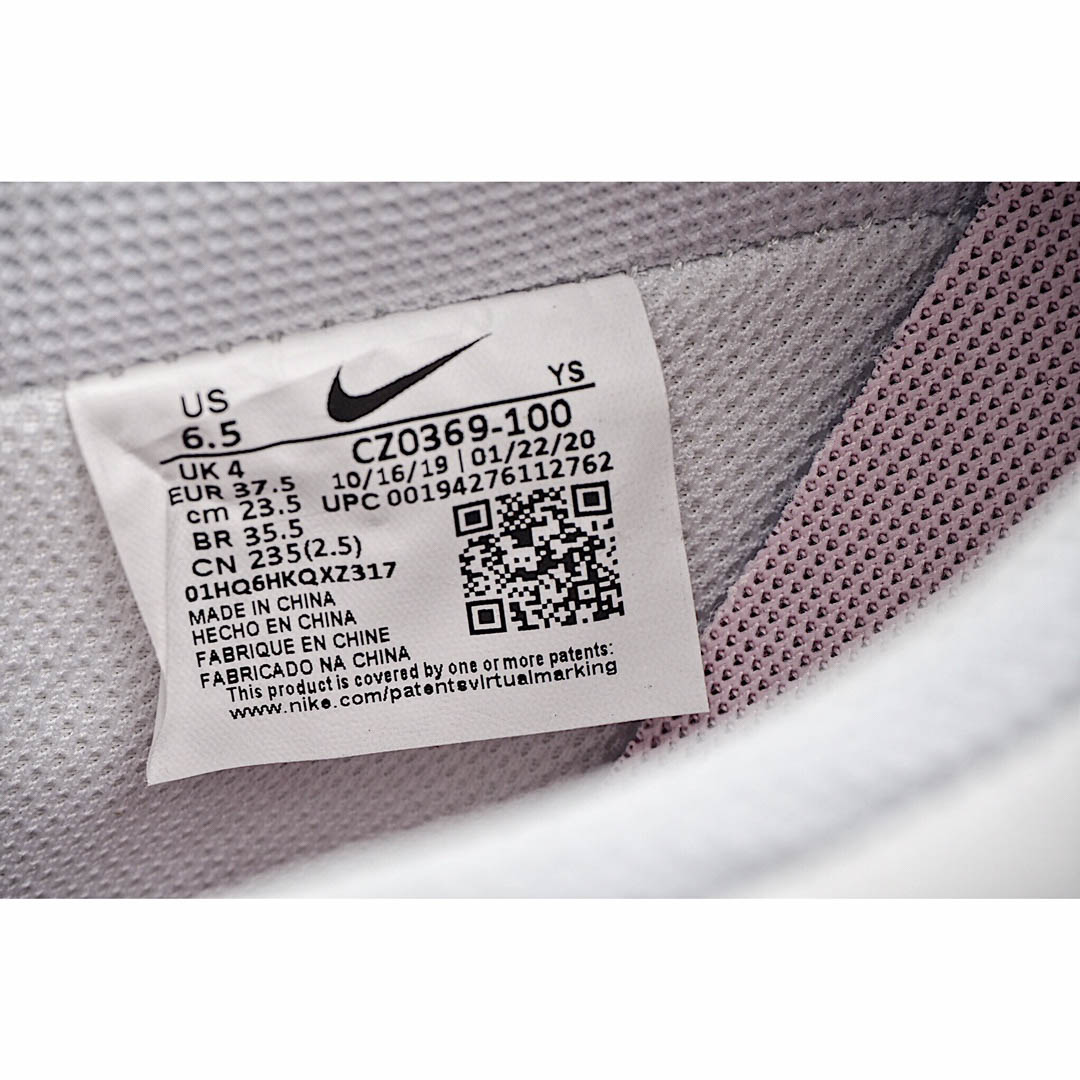 US YS
6.5 CZ0369-100
UK 4 10/16/19 | 01/22/20
EUR 37.5 UPC 00194276112762
cm 23.5
BR 35.5
CN 235(2.5)
01HQ6HKQXZ317
MADE IN CHINA
HECHO EN CHINA
FABRIQUE EN CHINE
FABRICADO NA CHINA
This product is covered by one or more patents:
www.nike.com/patentsvirtualmarking